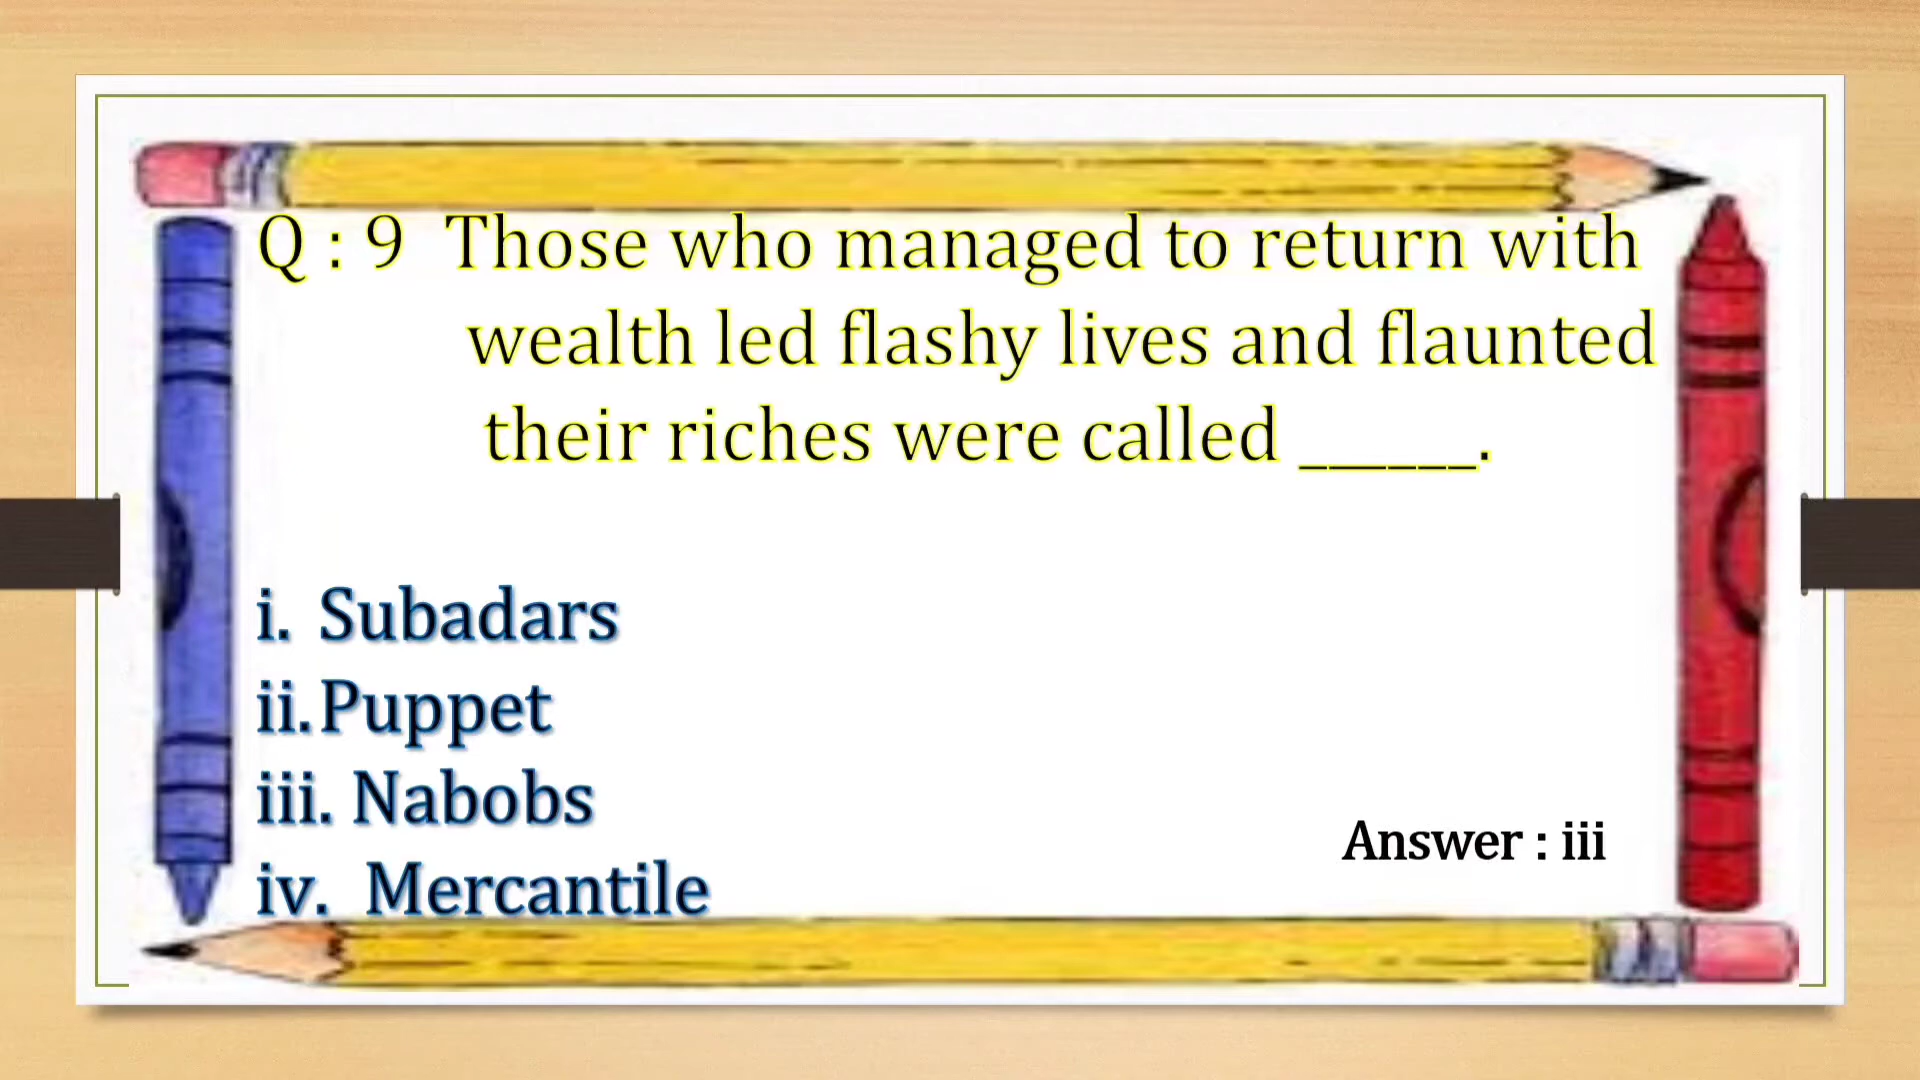 Q : 9 Those who managed to return with
wealth led flashy lives and flaunted
their riches were called ______.
i. Subadars
ii. Puppet
iii. Nabobs
iv. Mercantile
Answer : iii